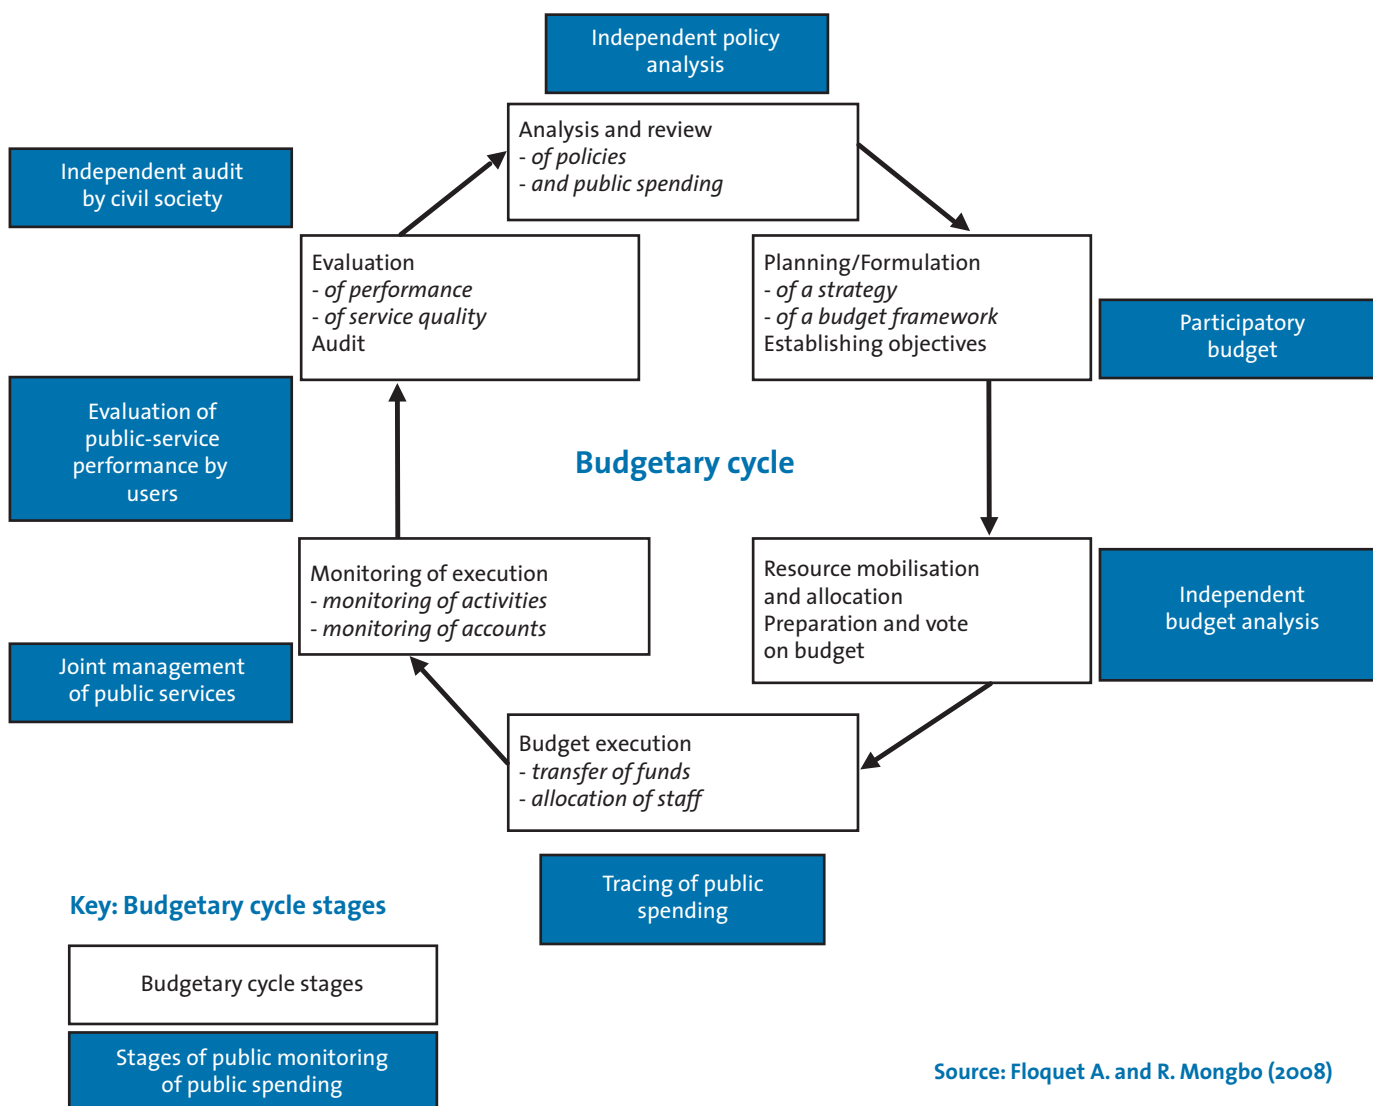 Independent policy
analysis
Analysis and review
- of policies
- and public spending
Independent audit
by civil society
Evaluation
- of performance
- of service quality
Audit
Planning/Formulation
- of a strategy
- of a budget framework
Establishing objectives
Participatory
budget
Evaluation of
public-service
performance by
users
Budgetary cycle
Monitoring of execution
- monitoring of activities
- monitoring of accounts
Resource mobilisation
and allocation
Preparation and vote
on budget
Independent
budget analysis
Joint management
of public services
Budget execution
- transfer of funds
- allocation of staff
Tracing of public
spending
Key: Budgetary cycle stages
Budgetary cycle stages
Stages of public monitoring
of public spending
Source: Floquet A. and R. Mongbo (2008)